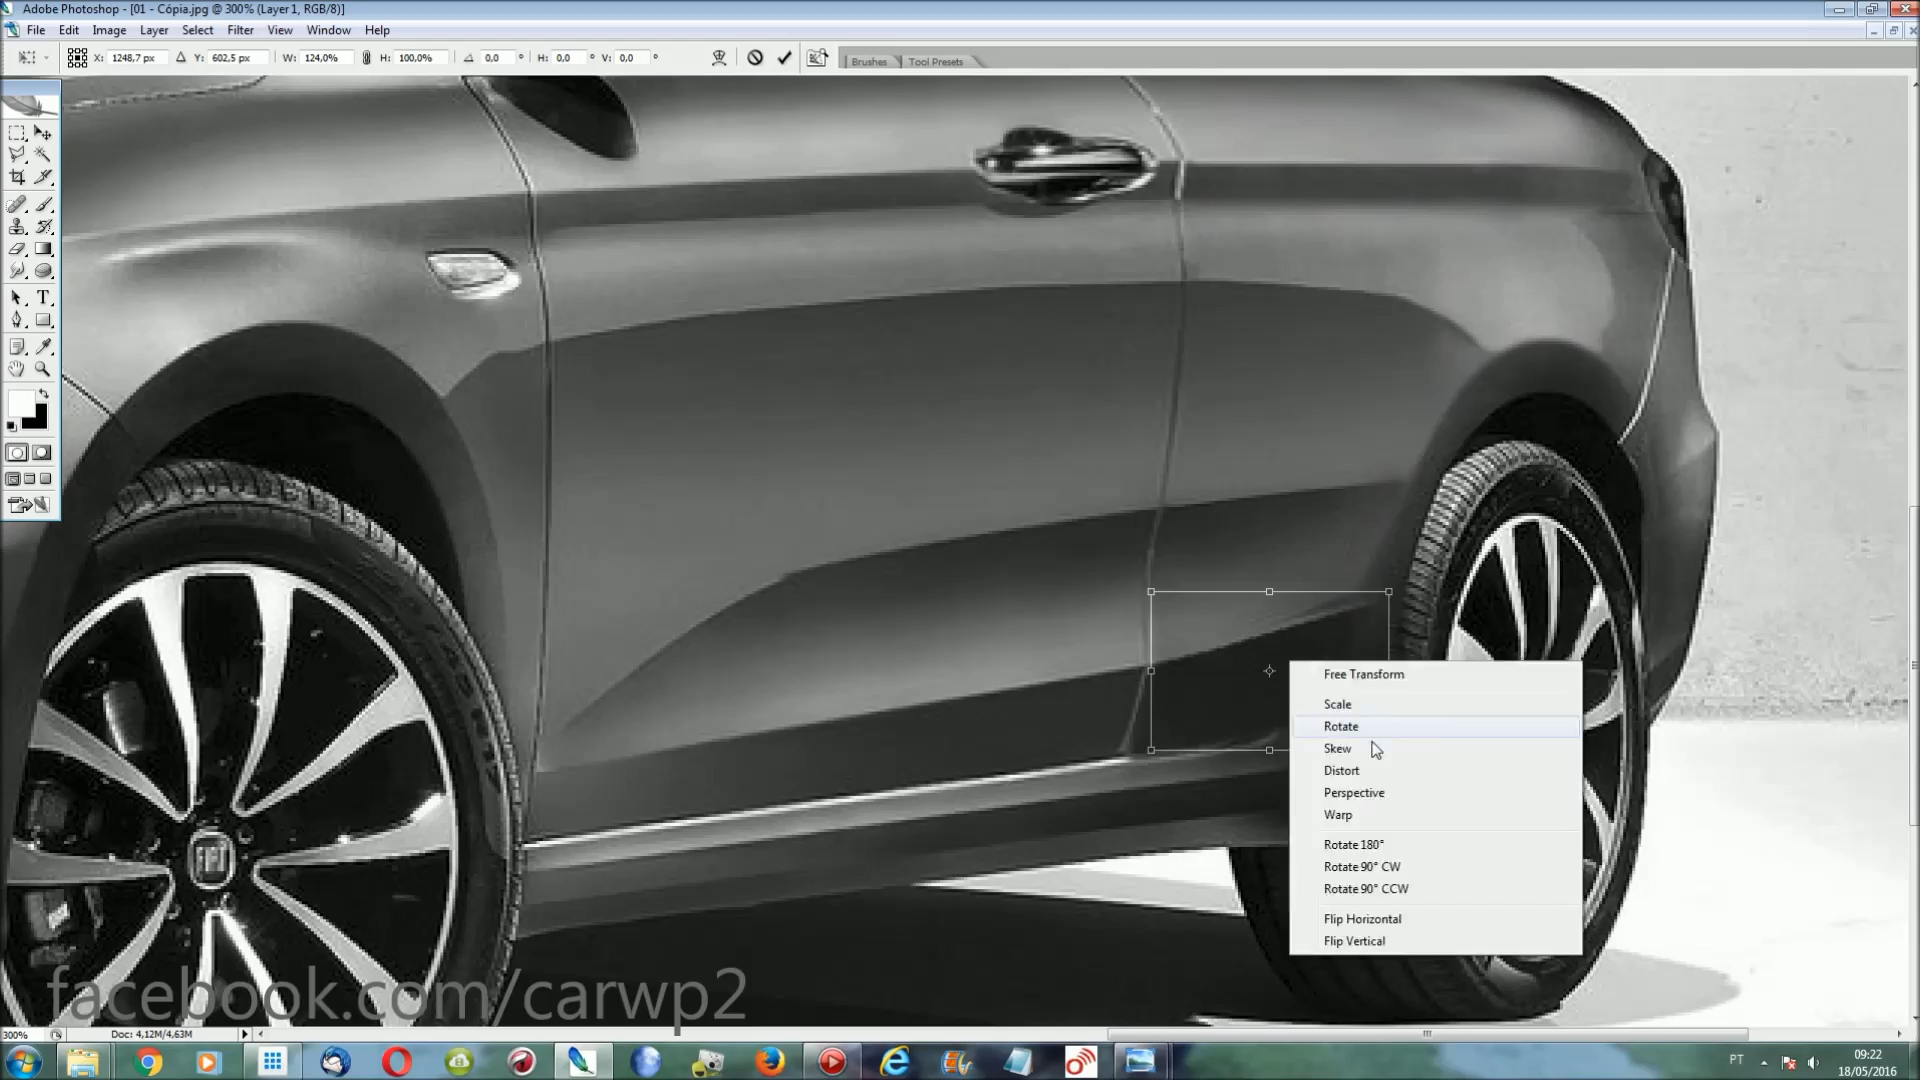 Adobe Photoshop - [01 - Cópia.jpg @ 300% (Layer 1, RGB/8)]
File Edit Image Layer Select Filter View Window Help
X: 1248,7 px Y: 602,5 px W: 124,0% H: 100,0% 0,0 ° H: 0,0 ° V: 0,0 ° Brushes Tool Presets
Free Transform
Scale
Rotate
Skew
Distort
Perspective
Warp
Rotate 180°
Rotate 90° CW
Rotate 90° CCW
Flip Horizontal
Flip Vertical
facebook.com/carwp2
300% Doc: 4,12M/4,63M
PT 09:22
18/05/2016